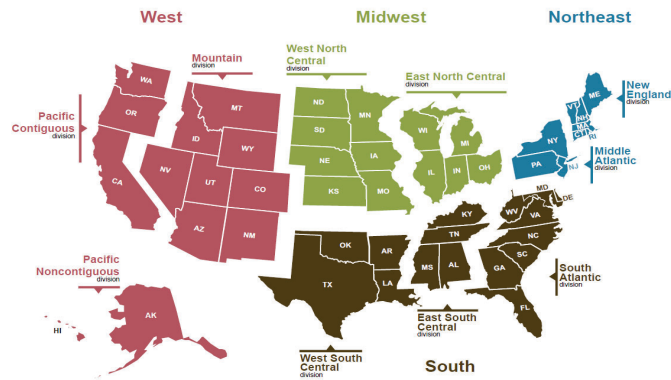 West
Midwest
Northeast
Mountain
division
West North
Central
division
East North Central
division
New
England
division
Pacific
Contiguous
division
Middle
Atlantic
division
WA
OR
CA
NV
ID
MT
WY
UT
CO
AZ
NM
ND
SD
NE
KS
MN
IA
MO
WI
IL
MI
IN
OH
ME
VT
NH
MA
CT
RI
NY
PA
NJ
MD
DE
WV
VA
KY
TN
NC
SC
GA
FL
MS
AL
OK
TX
AR
LA
Pacific
Noncontiguous
division
HI
AK
South
Atlantic
division
East South
Central
division
West South
Central
division
South